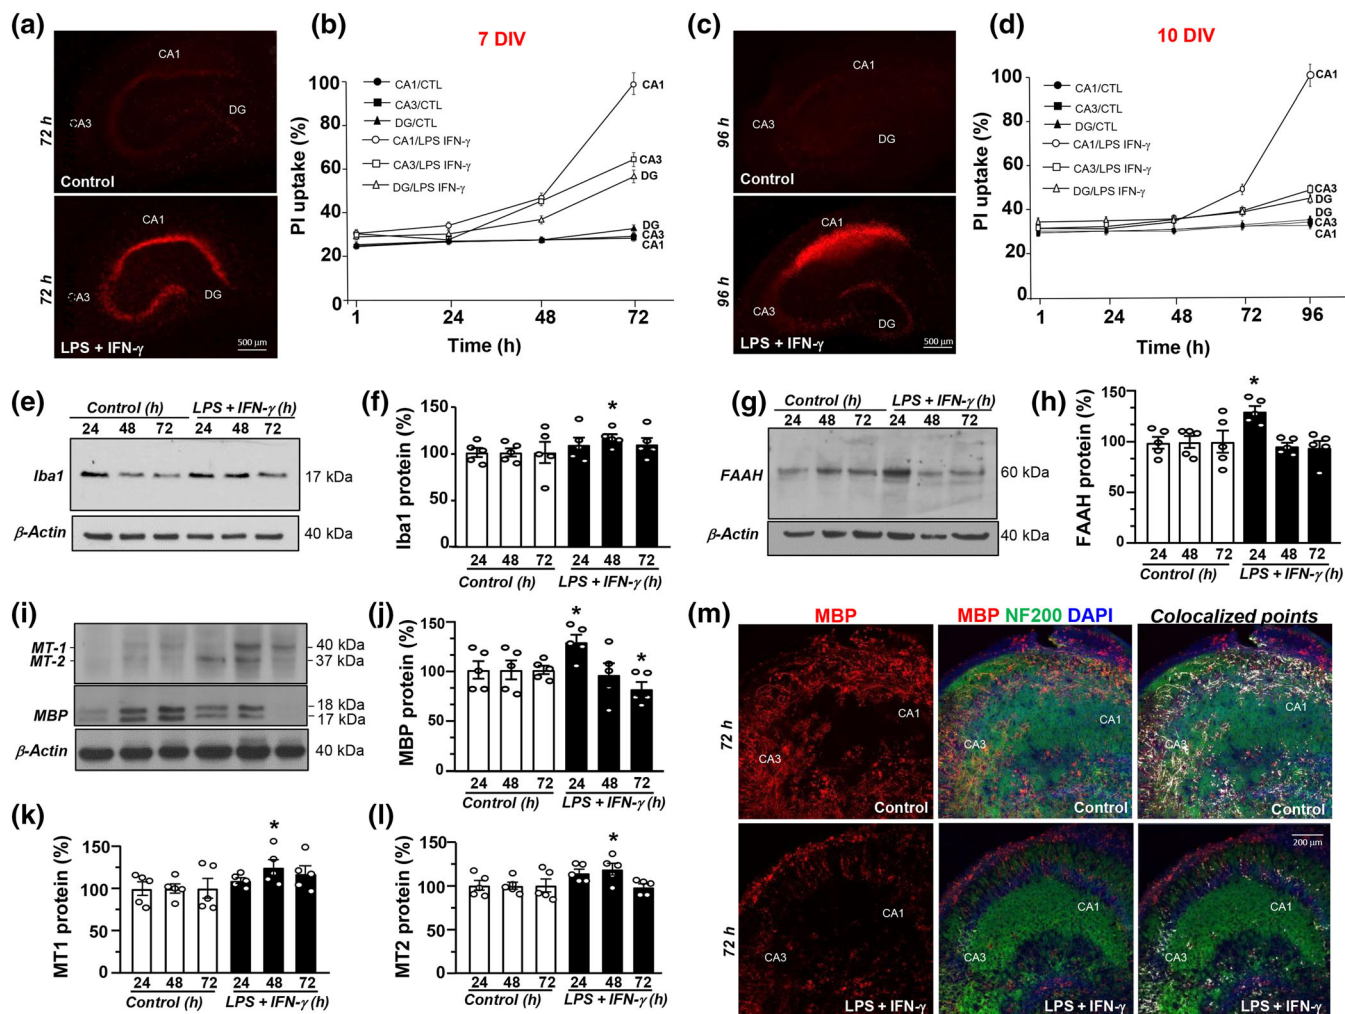 (a)
CA1
DG
CA3
72 h
Control
CA1
CA3
DG
72 h
LPS + IFN-γ
500 μm
(b)
7 DIV
PI uptake (%)
100
80
60
40
20
0
CA1/CTL
CA3/CTL
DG/CTL
CA1/LPS IFN-γ
CA3/LPS IFN-γ
DG/LPS IFN-γ
CA1
CA3
DG
DG
CA3
CA1
1 24 48 72
Time (h)
(c)
CA1
CA3
DG
96 h
Control
CA1
CA3
DG
96 h
LPS + IFN-γ
500 μm
(d)
10 DIV
PI uptake (%)
100
80
60
40
20
0
CA1/CTL
CA3/CTL
DG/CTL
CA1/LPS IFN-γ
CA3/LPS IFN-γ
DG/LPS IFN-γ
CA1
CA3
DG
DG
CA3
CA1
1 24 48 72 96
Time (h)
(e)
Control (h) LPS + IFN-γ (h)
24 48 72 24 48 72
Iba1 17 kDa
β-Actin 40 kDa
(f)
Iba1 protein (%)
150
100
50
0
*
24 48 72 24 48 72
Control (h) LPS + IFN-γ (h)
(g)
Control (h) LPS + IFN-γ (h)
24 48 72 24 48 72
FAAH 60 kDa
β-Actin 40 kDa
(h)
FAAH protein (%)
150
100
50
0
*
24 48 72 24 48 72
Control (h) LPS + IFN-γ (h)
(i)
MT-1 40 kDa
MT-2 37 kDa
18 kDa
MBP 17 kDa
β-Actin 40 kDa
(j)
MBP protein (%)
150
100
50
0
* *
24 48 72 24 48 72
Control (h) LPS + IFN-γ (h)
(k)
MT1 protein (%)
150
100
50
0
*
24 48 72 24 48 72
Control (h) LPS + IFN-γ (h)
(l)
MT2 protein (%)
150
100
50
0
*
24 48 72 24 48 72
Control (h) LPS + IFN-γ (h)
(m)
MBP MBP NF200 DAPI Colocalized points
72 h
CA1 CA1 CA1
CA3 CA3 CA3
Control Control Control
200 μm
72 h
CA1 CA1 CA1
CA3 CA3 CA3
LPS + IFN-γ LPS + IFN-γ LPS + IFN-γ